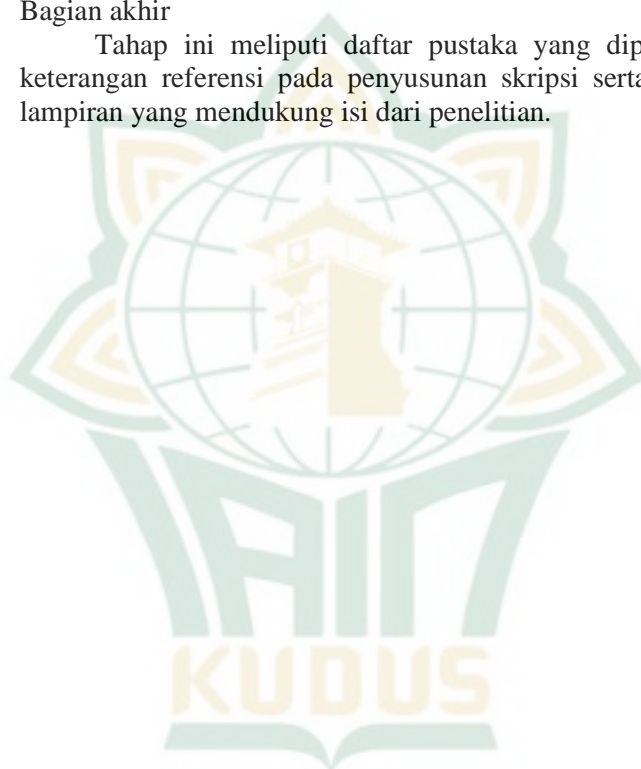 Bagian akhir
Tahap ini meliputi daftar pustaka yang dip
keterangan referensi pada penyusunan skripsi serta
lampiran yang mendukung isi dari penelitian.
IAIN
KUDUS